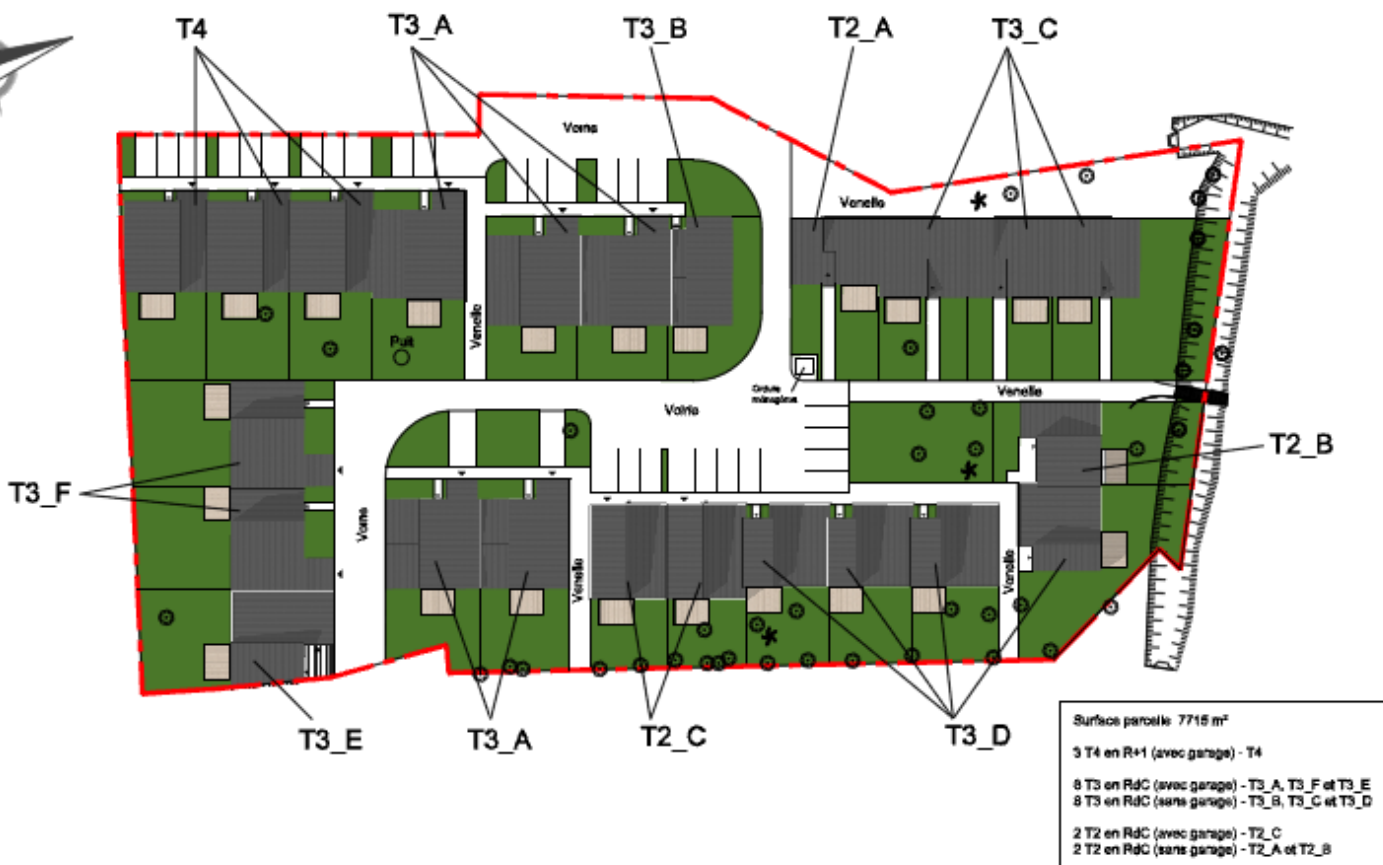 T4
T3_A
T3_B
T2_A
T3_C
Voirie
Venelle
Puit
Venelle
Venelle
Ordure
ménagères
Voirie
T2_B
T3_F
Voirie
Venelle
Venelle
T3_E
T3_A
T2_C
T3_D
Surface parcelle 7715 m²
3 T4 en R+1 (avec garage) - T4
8 T3 en RdC (avec garage) - T3_A, T3_F et T3_E
8 T3 en RdC (sans garage) - T3_B, T3_C et T3_D
2 T2 en RdC (avec garage) - T2_C
2 T2 en RdC (sans garage) - T2_A et T2_B